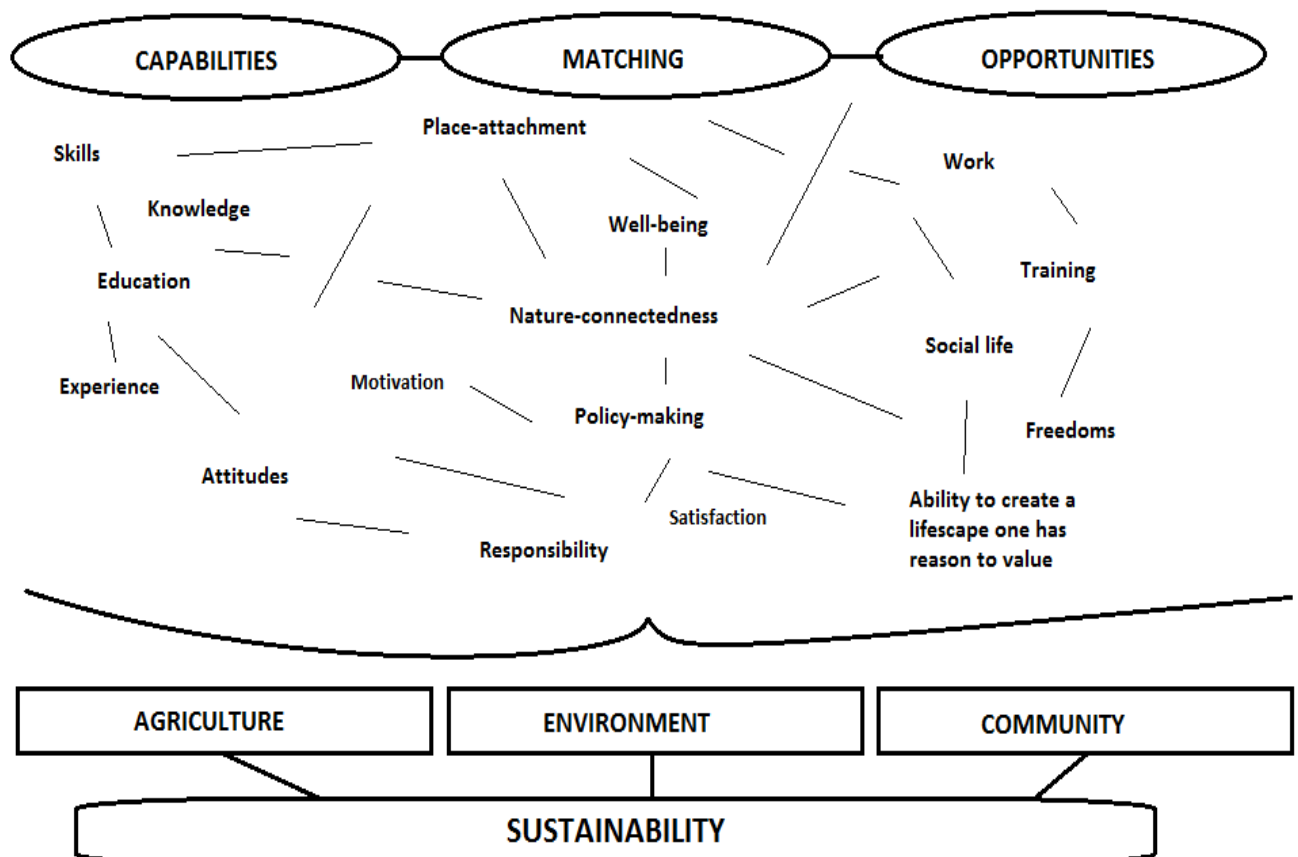 CAPABILITIES
MATCHING
OPPORTUNITIES
Place-attachment
Skills
Work
Knowledge
Well-being
Education
Training
Nature-connectedness
Social life
Experience
Motivation
Policy-making
Freedoms
Attitudes
Ability to create a
lifescape one has
reason to value
Satisfaction
Responsibility
AGRICULTURE
ENVIRONMENT
COMMUNITY
SUSTAINABILITY